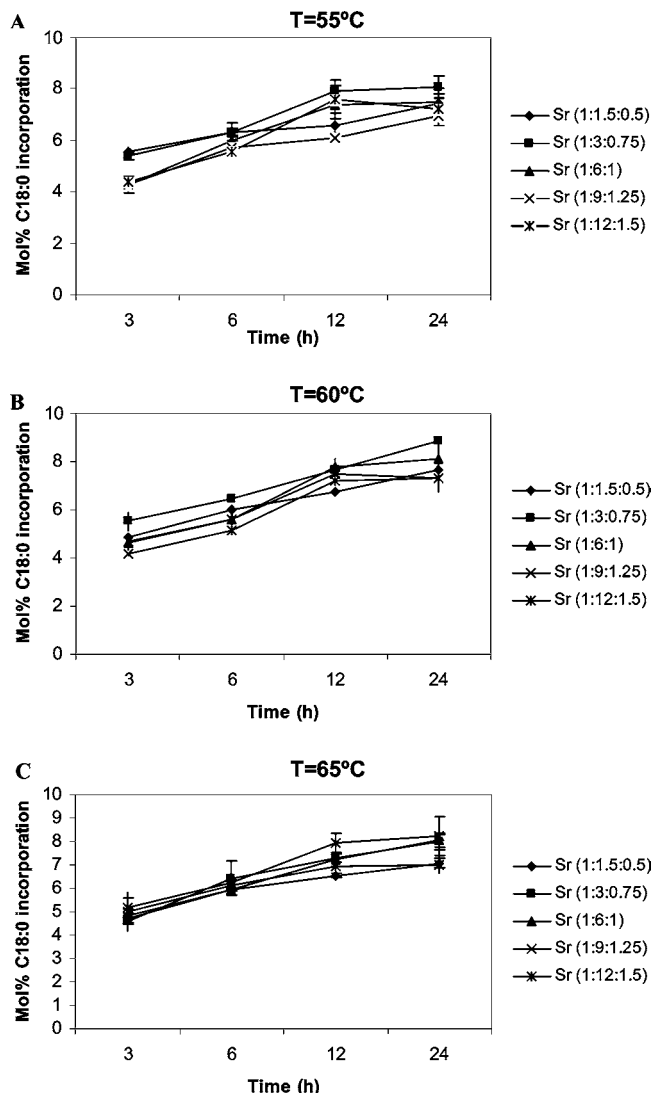 A
T=55ºC
Mol% C18:0 incorporation
10
8
6
4
2
0
3 6 12 24
Time (h)
Sr (1:1.5:0.5)
Sr (1:3:0.75)
Sr (1:6:1)
Sr (1:9:1.25)
Sr (1:12:1.5)
B
T=60ºC
Mol% C18:0 incorporation
10
8
6
4
2
0
3 6 12 24
Time (h)
Sr (1:1.5:0.5)
Sr (1:3:0.75)
Sr (1:6:1)
Sr (1:9:1.25)
Sr (1:12:1.5)
C
T=65ºC
Mol% C18:0 incorporation
10
9
8
7
6
5
4
3
2
1
0
3 6 12 24
Time (h)
Sr (1:1.5:0.5)
Sr (1:3:0.75)
Sr (1:6:1)
Sr (1:9:1.25)
Sr (1:12:1.5)